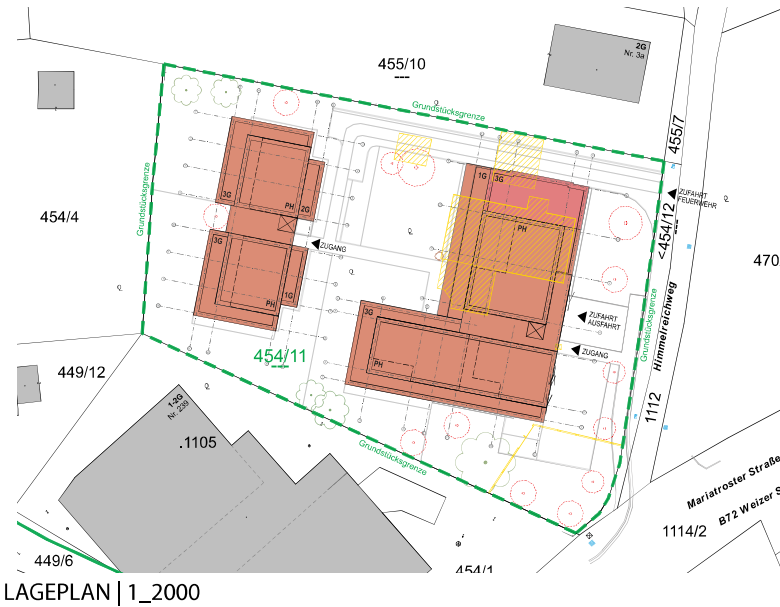 2G
Nr. 3a
455/10
Grundstücksgrenze
455/7
ZUFAHRT
FEUERWEHR
<454/12
454/4
Grundstücksgrenze
1G
3G
3G
PH
2G
PH
470
3G
ZUGANG
PH
1G
Himmelreichweg
Grundstücksgrenze
ZUFAHRT
AUSFAHRT
3G
ZUGANG
454/11
PH
449/12
1-2G
Nr. 239
.1105
1112
Grundstücksgrenze
Mariatroster Straße
B72 Weizer S
1114/2
449/6
454/1
LAGEPLAN | 1_2000